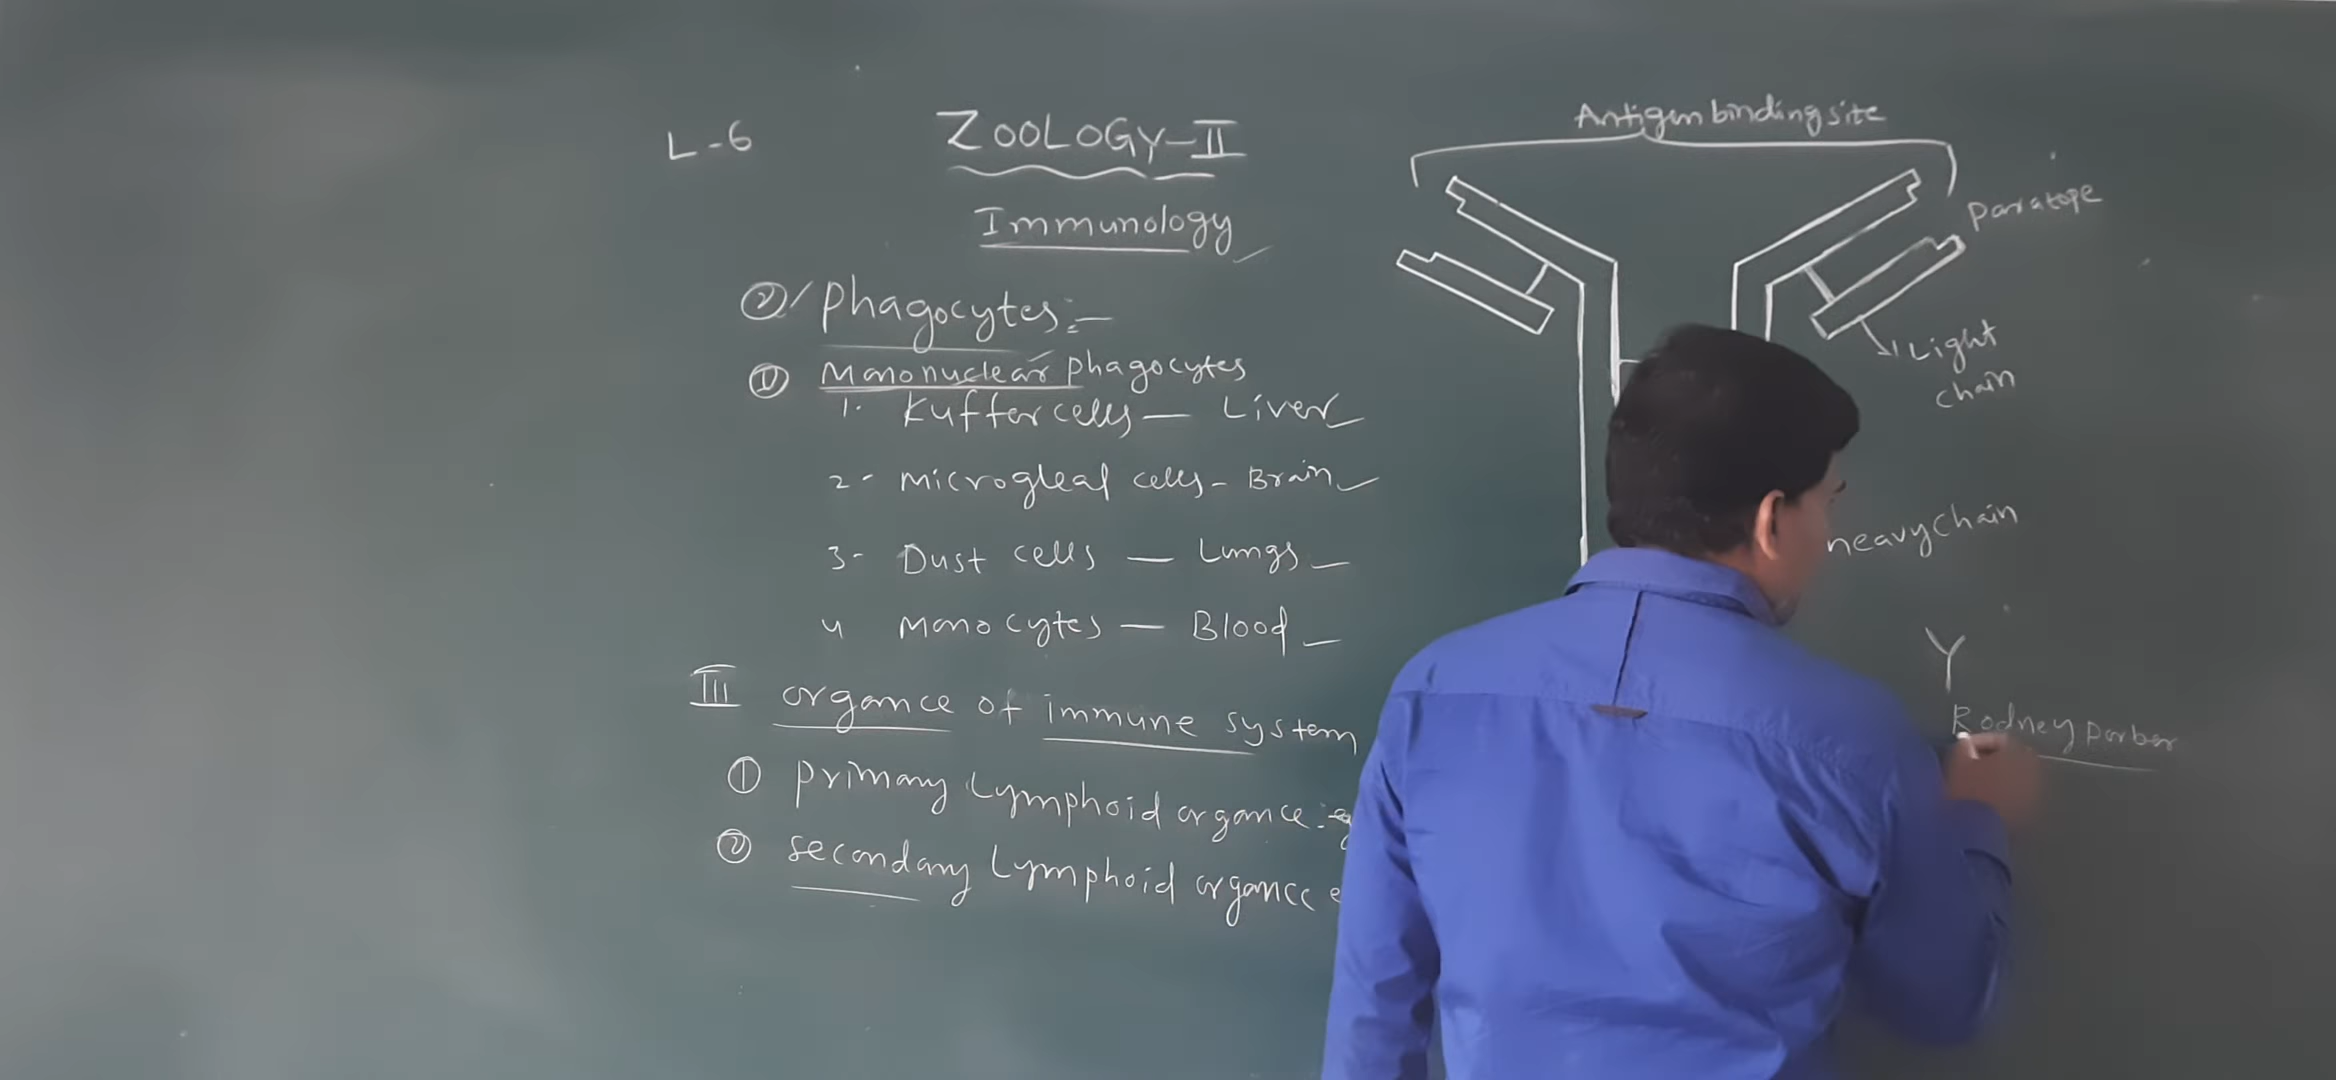 L-6
ZOOLOGY-II
Immunology
② phagocytes:-
① Mononuclear phagocytes
1. Kuffer cells — Liver
2- Microgleal cells - Brain
3- Dust cells — Lungs
4 Monocytes — Blood
III organce of immune system
① primary Lymphoid organce:-
② secondary Lymphoid organce
Antigen binding site
Paratope
Light
chain
heavy chain
Y
Rodney Porber